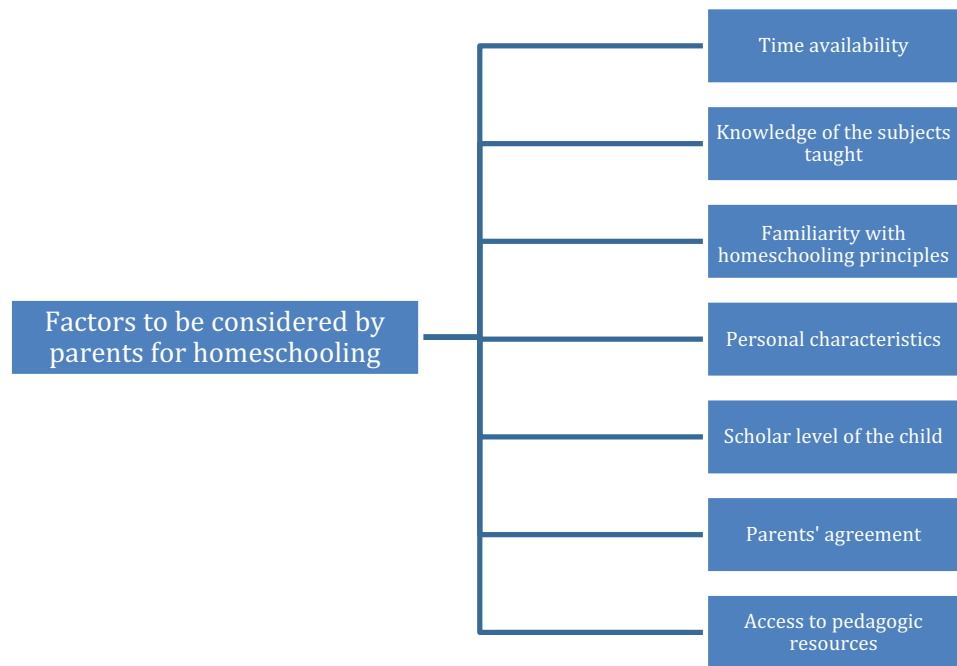 Factors to be considered by
parents for homeschooling
Time availability
Knowledge of the subjects
taught
Familiarity with
homeschooling principles
Personal characteristics
Scholar level of the child
Parents' agreement
Access to pedagogic
resources